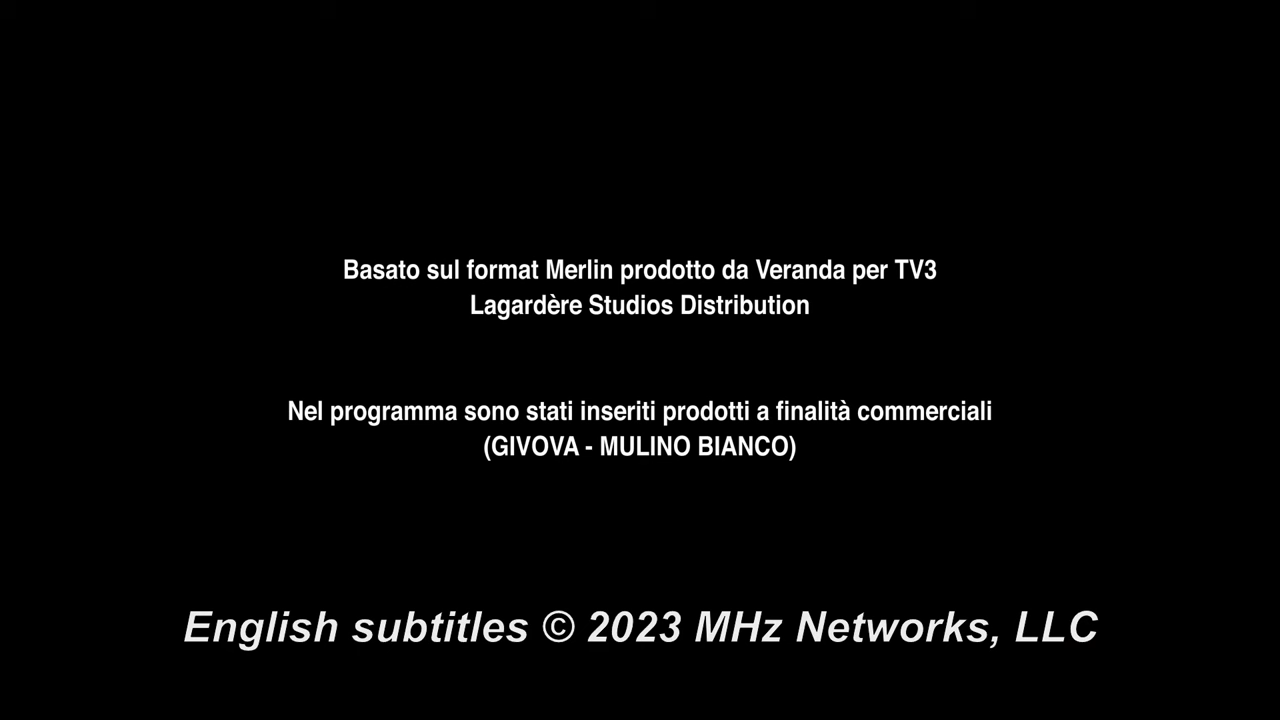 Basato sul format Merlin prodotto da Veranda per TV3
Lagardère Studios Distribution
Nel programma sono stati inseriti prodotti a finalità commerciali
(GIVOVA - MULINO BIANCO)
English subtitles © 2023 MHz Networks, LLC